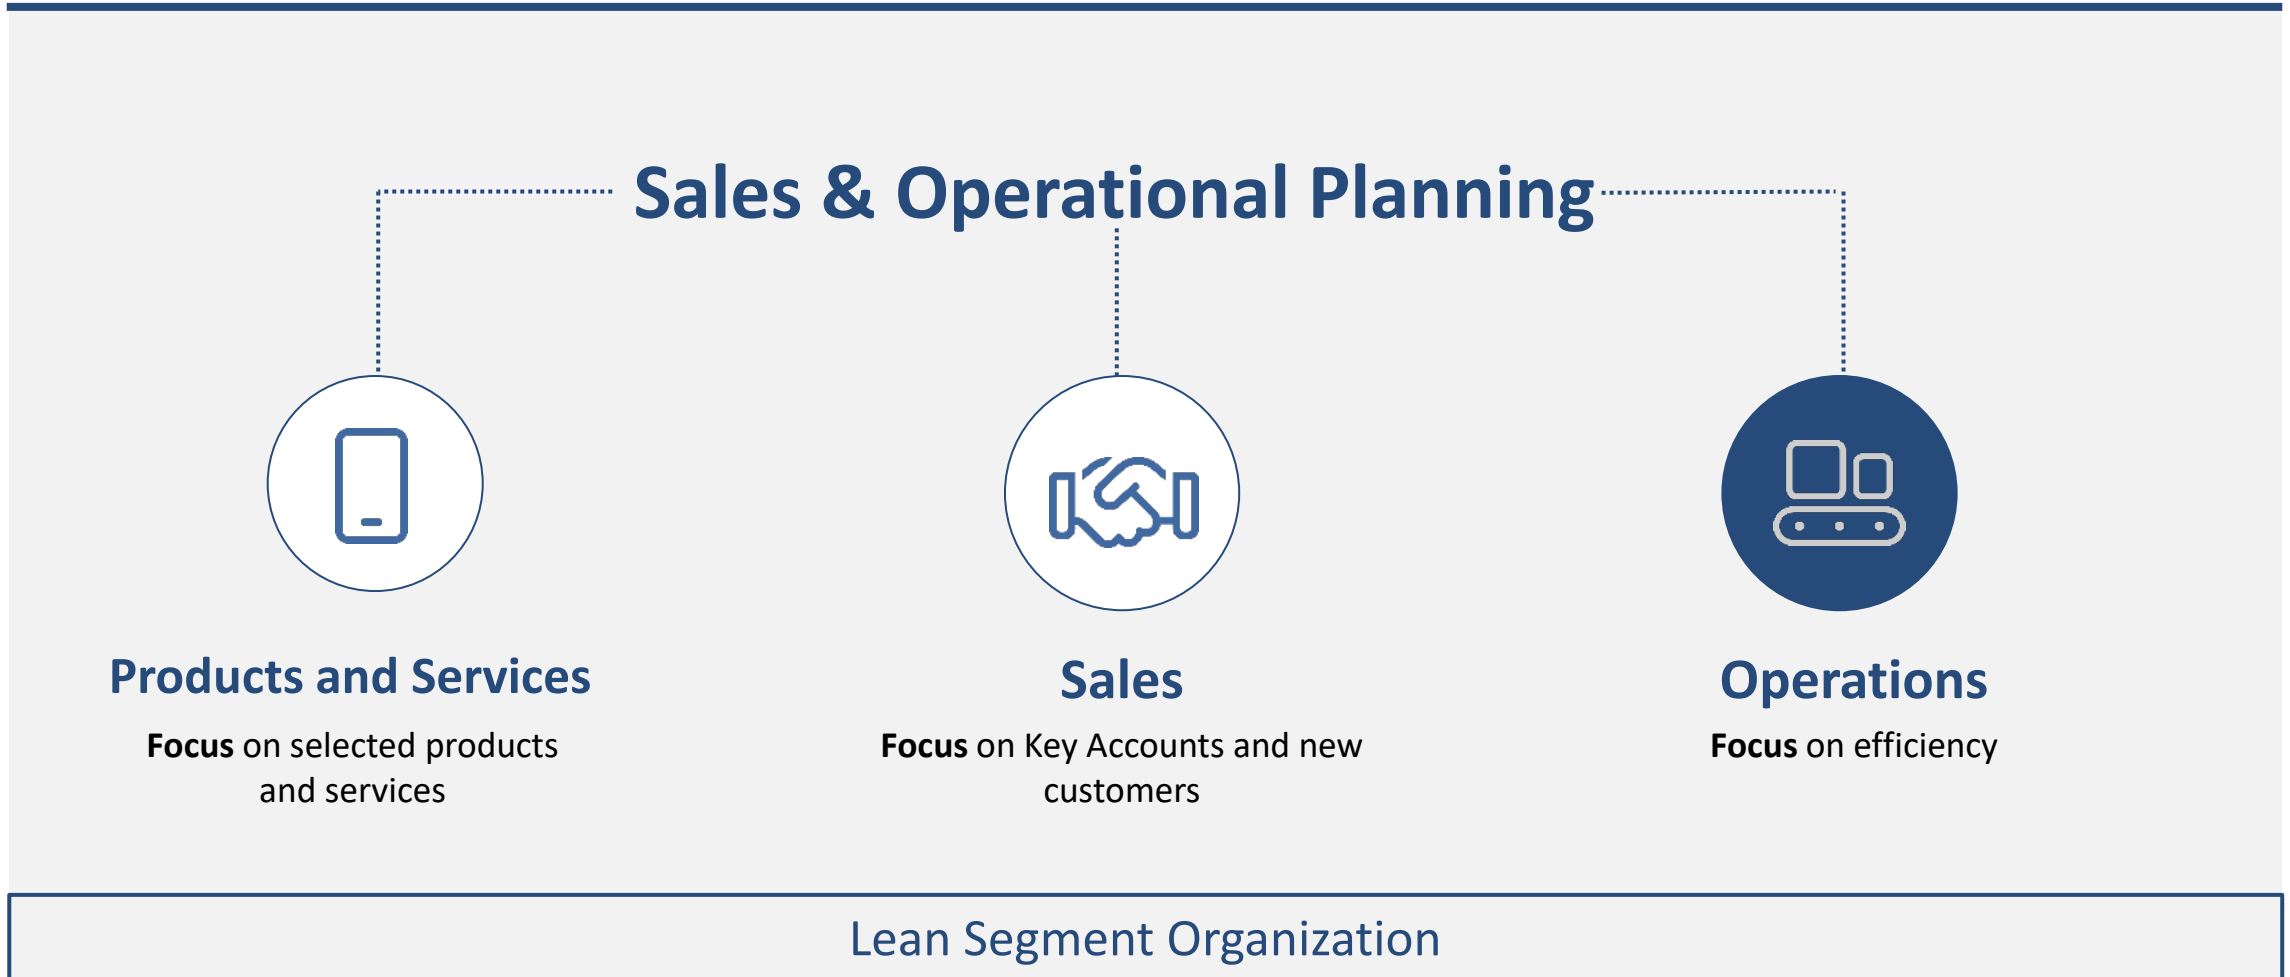 Sales & Operational Planning
Products and Services
Focus on selected products
and services
Sales
Focus on Key Accounts and new
customers
Operations
Focus on efficiency
Lean Segment Organization